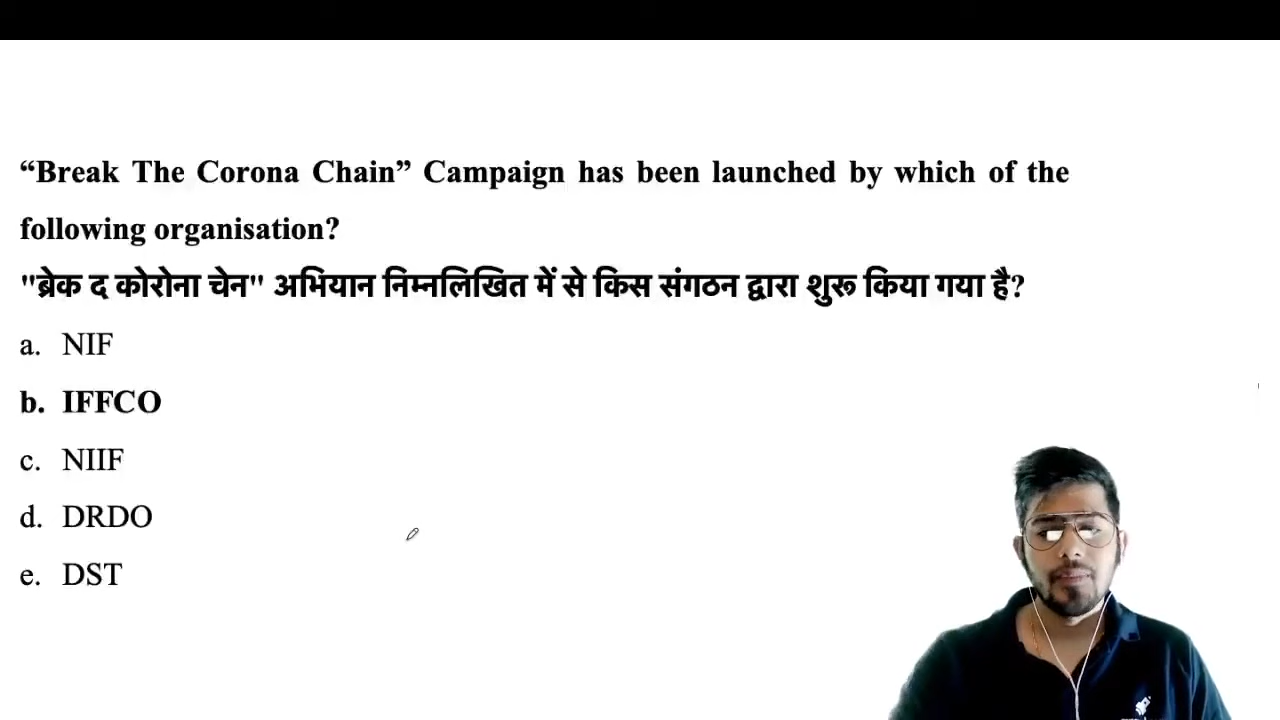 “Break The Corona Chain” Campaign has been launched by which of the
following organisation?
"ब्रेक द कोरोना चेन" अभियान निम्नलिखित में से किस संगठन द्वारा शुरू किया गया है?
a. NIF
b. IFFCO
c. NIIF
d. DRDO
e. DST